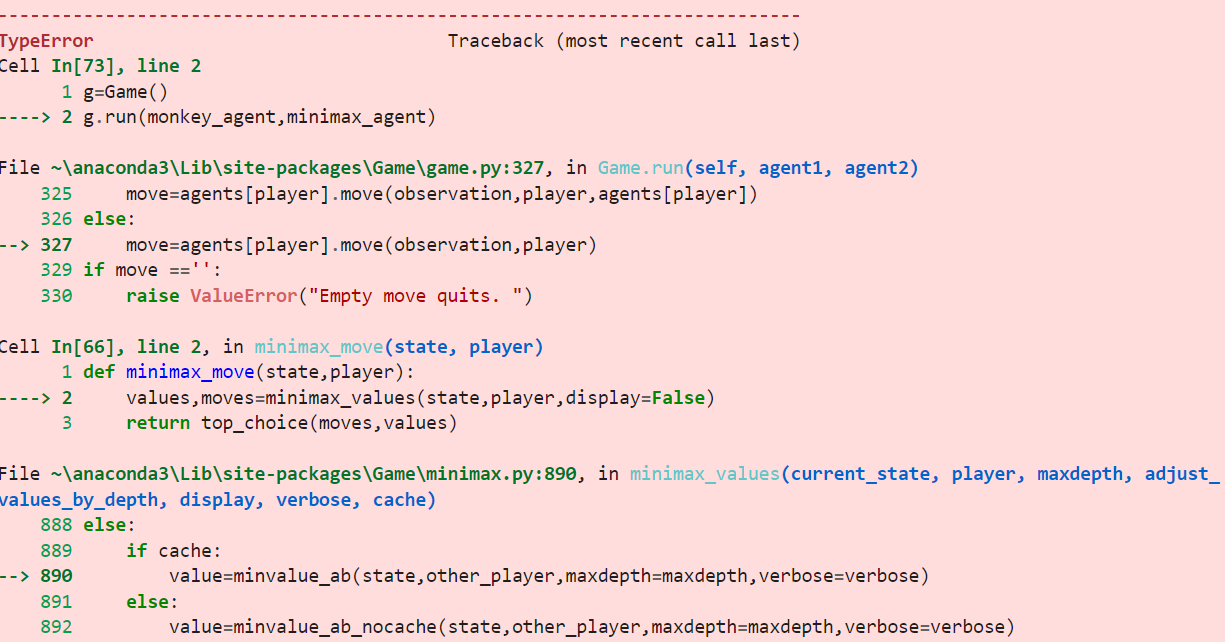 ---------------------------------------------------------------------------
TypeError                                 Traceback (most recent call last)
Cell In[73], line 2
      1 g=Game()
----> 2 g.run(monkey_agent,minimax_agent)

File ~\anaconda3\Lib\site-packages\Game\game.py:327, in Game.run(self, agent1, agent2)
    325     move=agents[player].move(observation,player,agents[player])
    326 else:
--> 327     move=agents[player].move(observation,player)
    329 if move =='':
    330     raise ValueError("Empty move quits. ")

Cell In[66], line 2, in minimax_move(state, player)
      1 def minimax_move(state,player):
----> 2     values,moves=minimax_values(state,player,display=False)
      3     return top_choice(moves,values)

File ~\anaconda3\Lib\site-packages\Game\minimax.py:890, in minimax_values(current_state, player, maxdepth, adjust_
values_by_depth, display, verbose, cache)
    888 else:
    889     if cache:
--> 890         value=minvalue_ab(state,other_player,maxdepth=maxdepth,verbose=verbose)
    891     else:
    892         value=minvalue_ab_nocache(state,other_player,maxdepth=maxdepth,verbose=verbose)